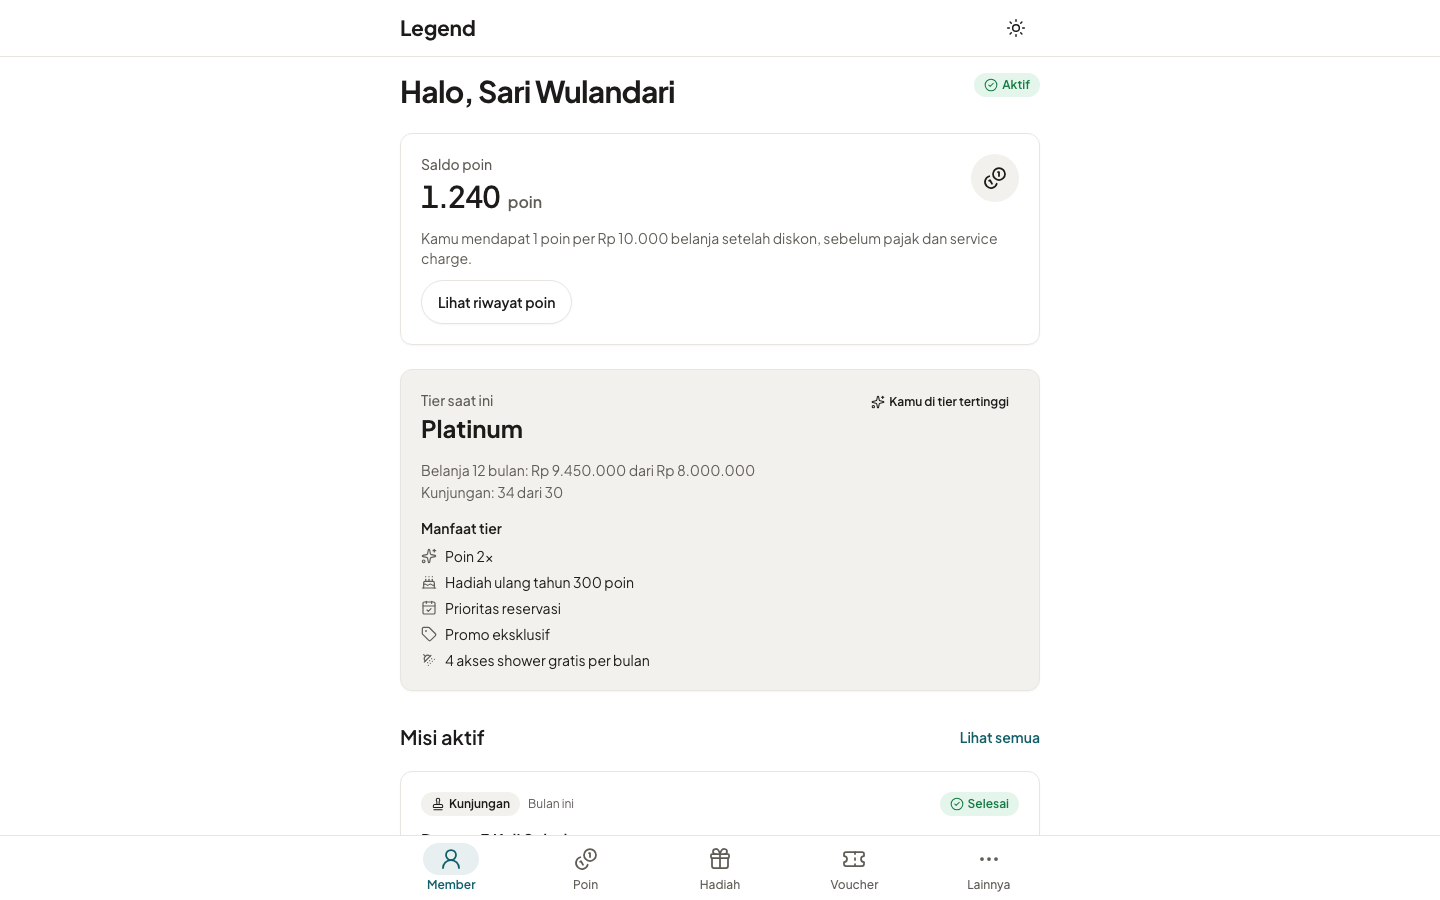 Legend
Halo, Sari Wulandari
Aktif
Saldo poin
1.240 poin
Kamu mendapat 1 poin per Rp 10.000 belanja setelah diskon, sebelum pajak dan service
charge.
Lihat riwayat poin
Tier saat ini
Kamu di tier tertinggi
Platinum
Belanja 12 bulan: Rp 9.450.000 dari Rp 8.000.000
Kunjungan: 34 dari 30
Manfaat tier
Poin 2×
Hadiah ulang tahun 300 poin
Prioritas reservasi
Promo eksklusif
4 akses shower gratis per bulan
Misi aktif
Lihat semua
Kunjungan
Bulan ini
Selesai
Member
Poin
Hadiah
Voucher
Lainnya